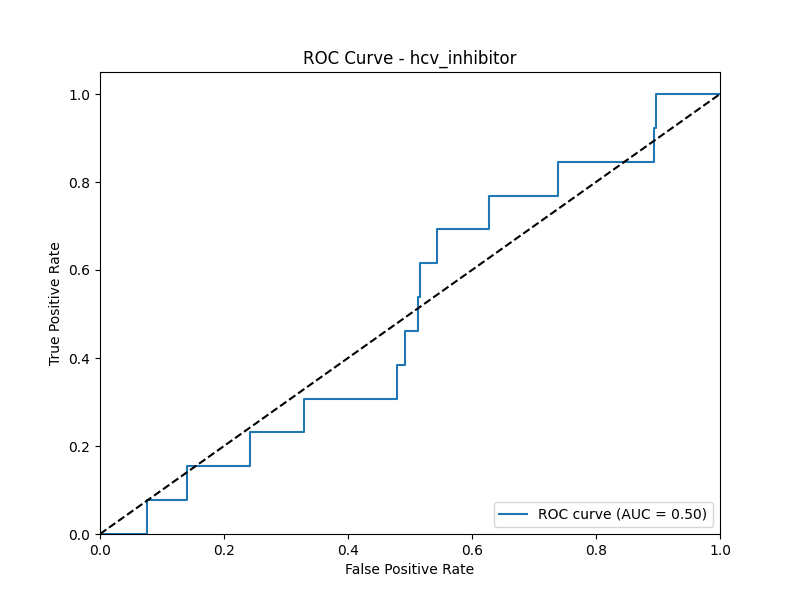 ROC Curve - hcv_inhibitor
True Positive Rate
1.0
0.8
0.6
0.4
0.2
0.0
0.0 0.2 0.4 0.6 0.8 1.0
False Positive Rate
ROC curve (AUC = 0.50)